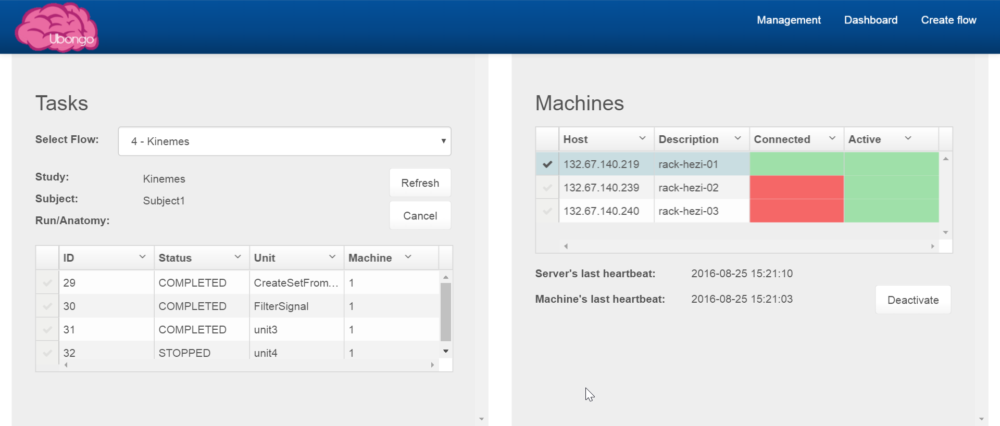 Ubongo
Management Dashboard Create flow
Tasks
Select Flow: 4 - Kinemes
Study: Kinemes
Subject: Subject1
Run/Anatomy:
Refresh
Cancel
ID Status Unit Machine
29 COMPLETED CreateSetFrom... 1
30 COMPLETED FilterSignal 1
31 COMPLETED unit3 1
32 STOPPED unit4 1
Machines
Host Description Connected Active
132.67.140.219 rack-hezi-01
132.67.140.239 rack-hezi-02
132.67.140.240 rack-hezi-03
Server's last heartbeat: 2016-08-25 15:21:10
Machine's last heartbeat: 2016-08-25 15:21:03
Deactivate